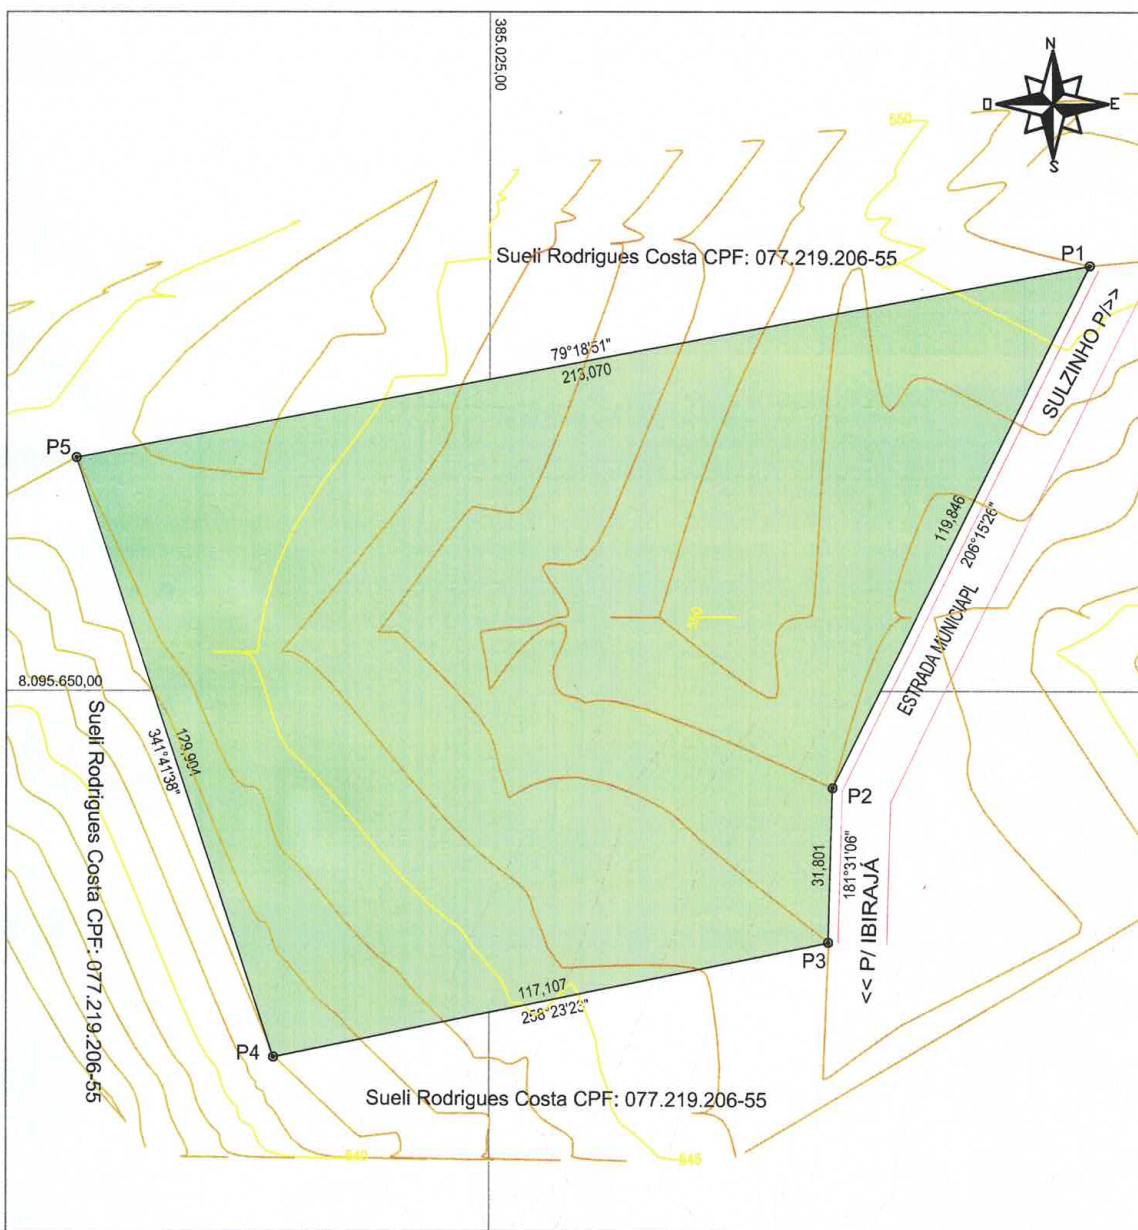 385.025,00
N
O
E
S
550
Sueli Rodrigues Costa CPF: 077.219.206-55
P1
SULZINHO P/>>
79°18'51"
213,070
P5
119,846
206°15'26"
ESTRADA MUNICIAPL
550
8.095.650,00
Sueli Rodrigues Costa CPF: 077.219.206-55
129,904
341°41'38"
P2
31,801
181°31'06"
<< P/ IBIRAJÁ
P3
117,107
258°23'23"
P4
Sueli Rodrigues Costa CPF: 077.219.206-55
645